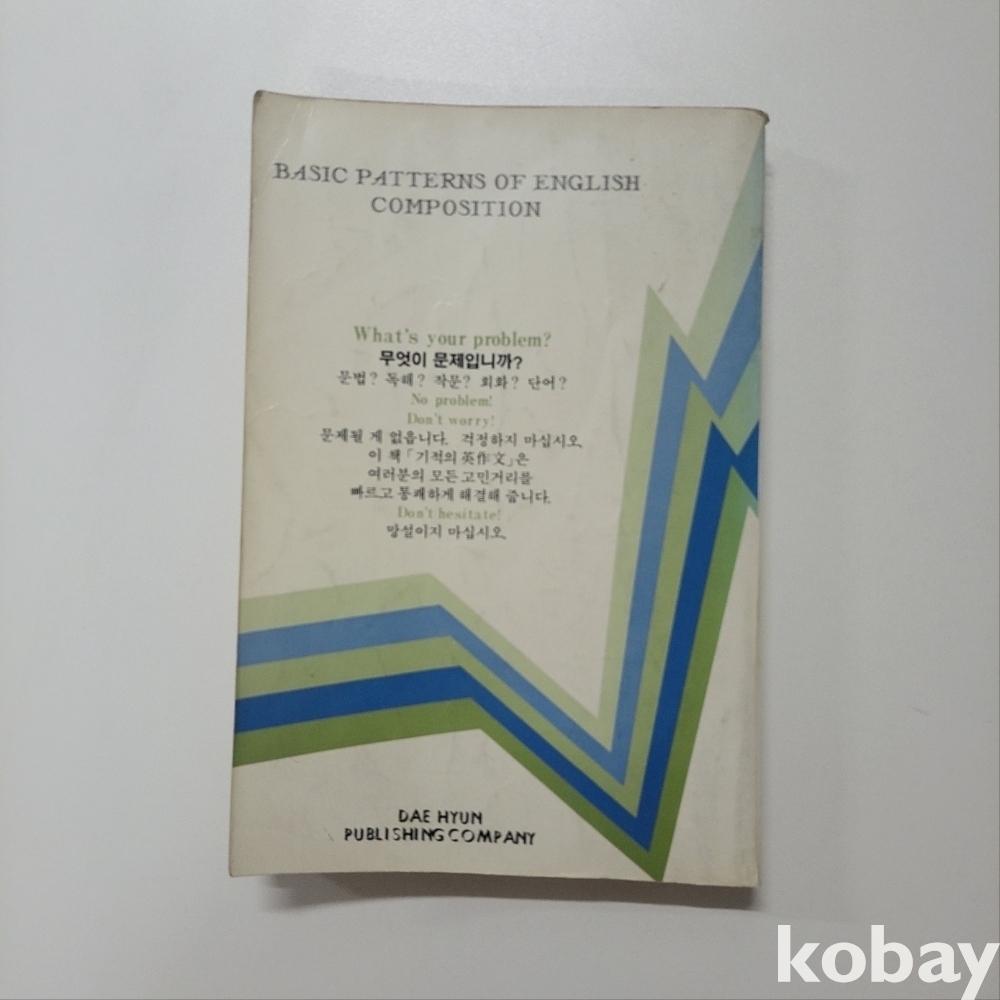 BASIC PATTERNS OF ENGLISH
COMPOSITION
What's your problem?
무엇이 문제입니까?
문법? 독해? 작문? 회화? 단어?
No problem!
Don't worry!
문제될 게 없읍니다. 걱정하지 마십시오.
이 책 「기적의 英作文」은
여러분의 모든 고민거리를
빠르고 통쾌하게 해결해 줍니다.
Don't hesitate!
망설이지 마십시오.
DAE HYUN
PUBLISHING COMPANY
kobay